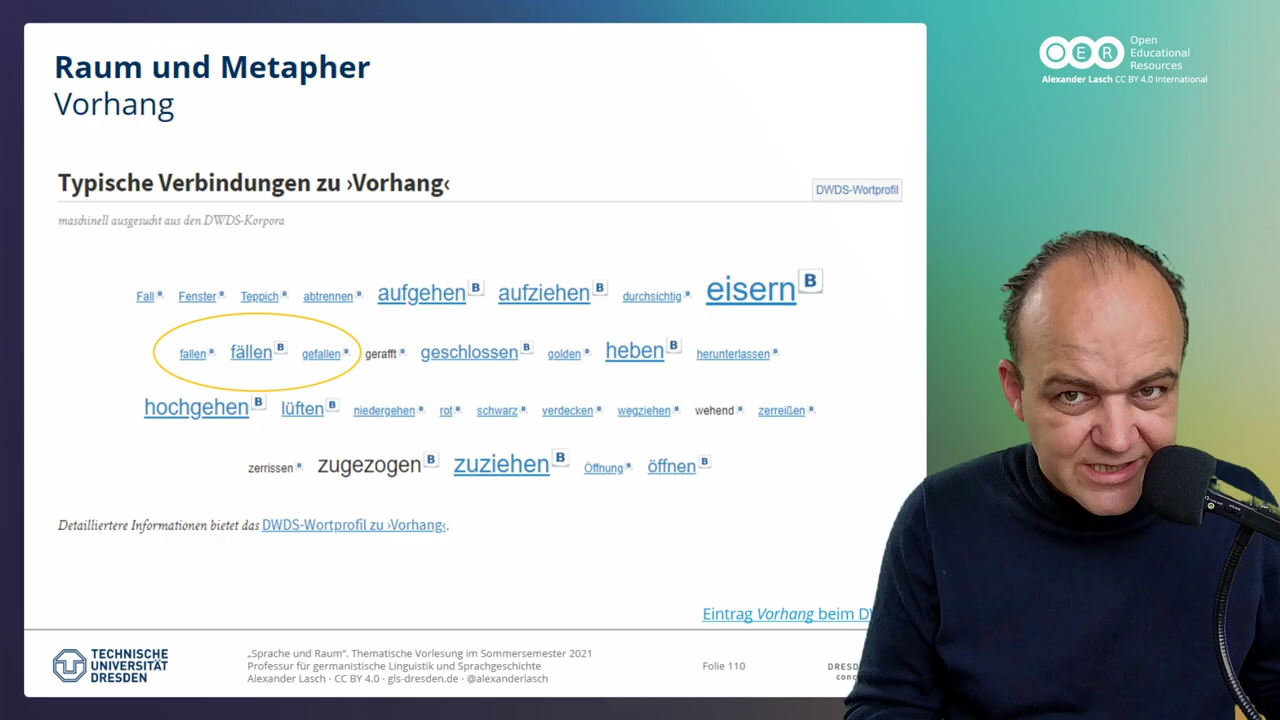 Raum und Metapher
Vorhang
Typische Verbindungen zu ›Vorhang‹
DWDS-Wortprofil
maschinell ausgesucht aus den DWDS-Korpora
Fall B Fenster B Teppich B abtrennen B aufgehen B aufziehen B durchsichtig B eisern B
fallen B fällen B gefallen B gerafft B geschlossen B golden B heben B herunterlassen B
hochgehen B lüften B niedergehen B rot B schwarz B verdecken B wegziehen B wehend B zerreißen B
zerrissen B zugezogen B zuziehen B Öffnung B öffnen B
Detailliertere Informationen bietet das DWDS-Wortprofil zu ›Vorhang‹.
Eintrag Vorhang beim
TECHNISCHE
UNIVERSITÄT
DRESDEN
„Sprache und Raum“. Thematische Vorlesung im Sommersemester 2021
Professur für germanistische Linguistik und Sprachgeschichte
Alexander Lasch · CC BY 4.0 · gls-dresden.de · @alexanderlasch
Folie 110
DRESD
conc
OER
Open
Educational
Resources
Alexander Lasch CC BY 4.0 International